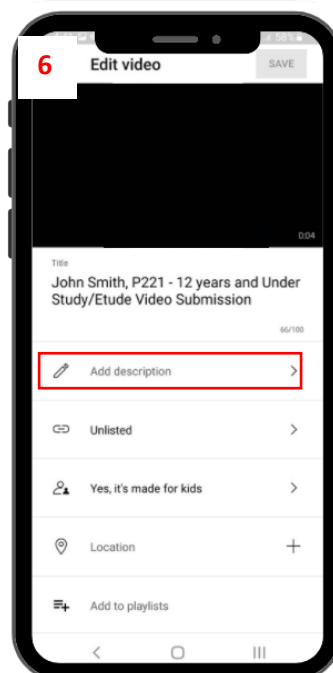 58%
6
Edit video
SAVE
0:04
Title
John Smith, P221 - 12 years and Under
Study/Etude Video Submission
66/100
Add description
Unlisted
Yes, it's made for kids
Location
Add to playlists